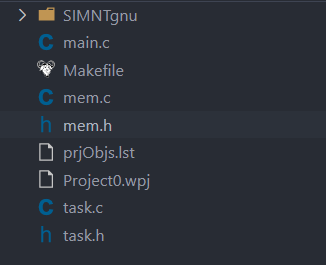 SIMNTgnu
main.c
Makefile
mem.c
mem.h
prjObjs.lst
Project0.wpj
task.c
task.h